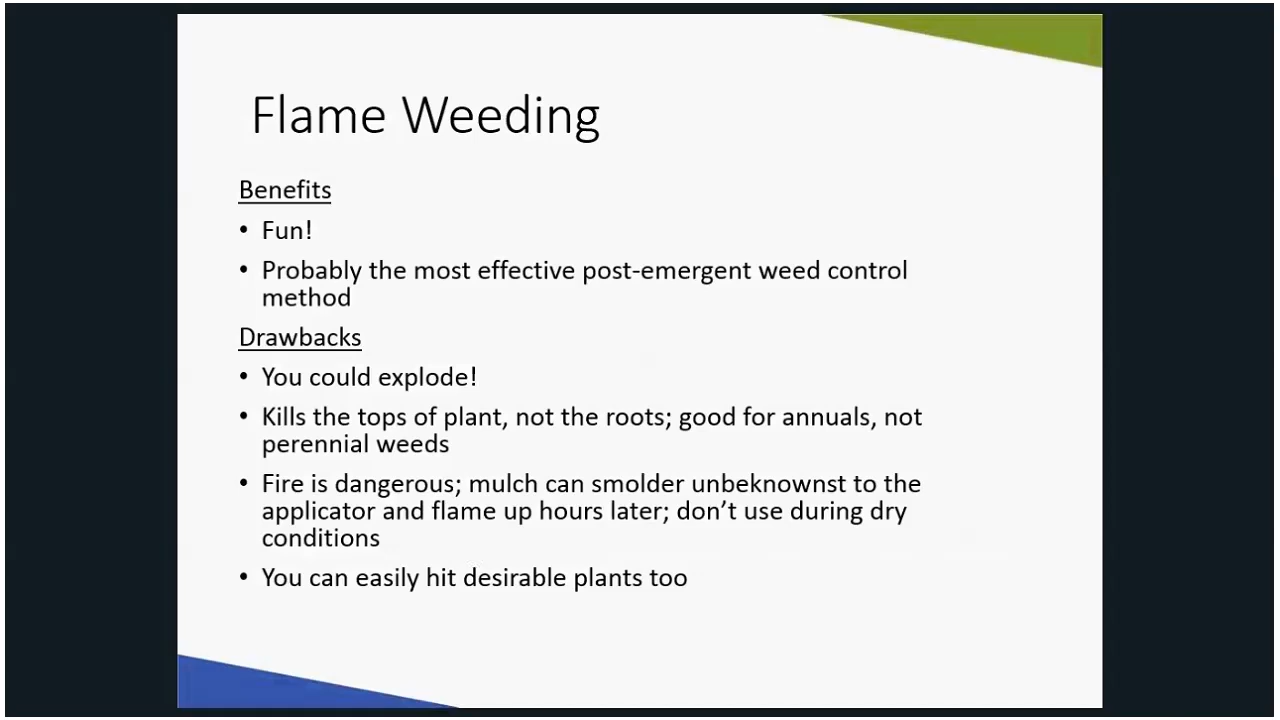 Flame Weeding
Benefits
• Fun!
• Probably the most effective post-emergent weed control
method
Drawbacks
• You could explode!
• Kills the tops of plant, not the roots; good for annuals, not
perennial weeds
• Fire is dangerous; mulch can smolder unbeknownst to the
applicator and flame up hours later; don’t use during dry
conditions
• You can easily hit desirable plants too